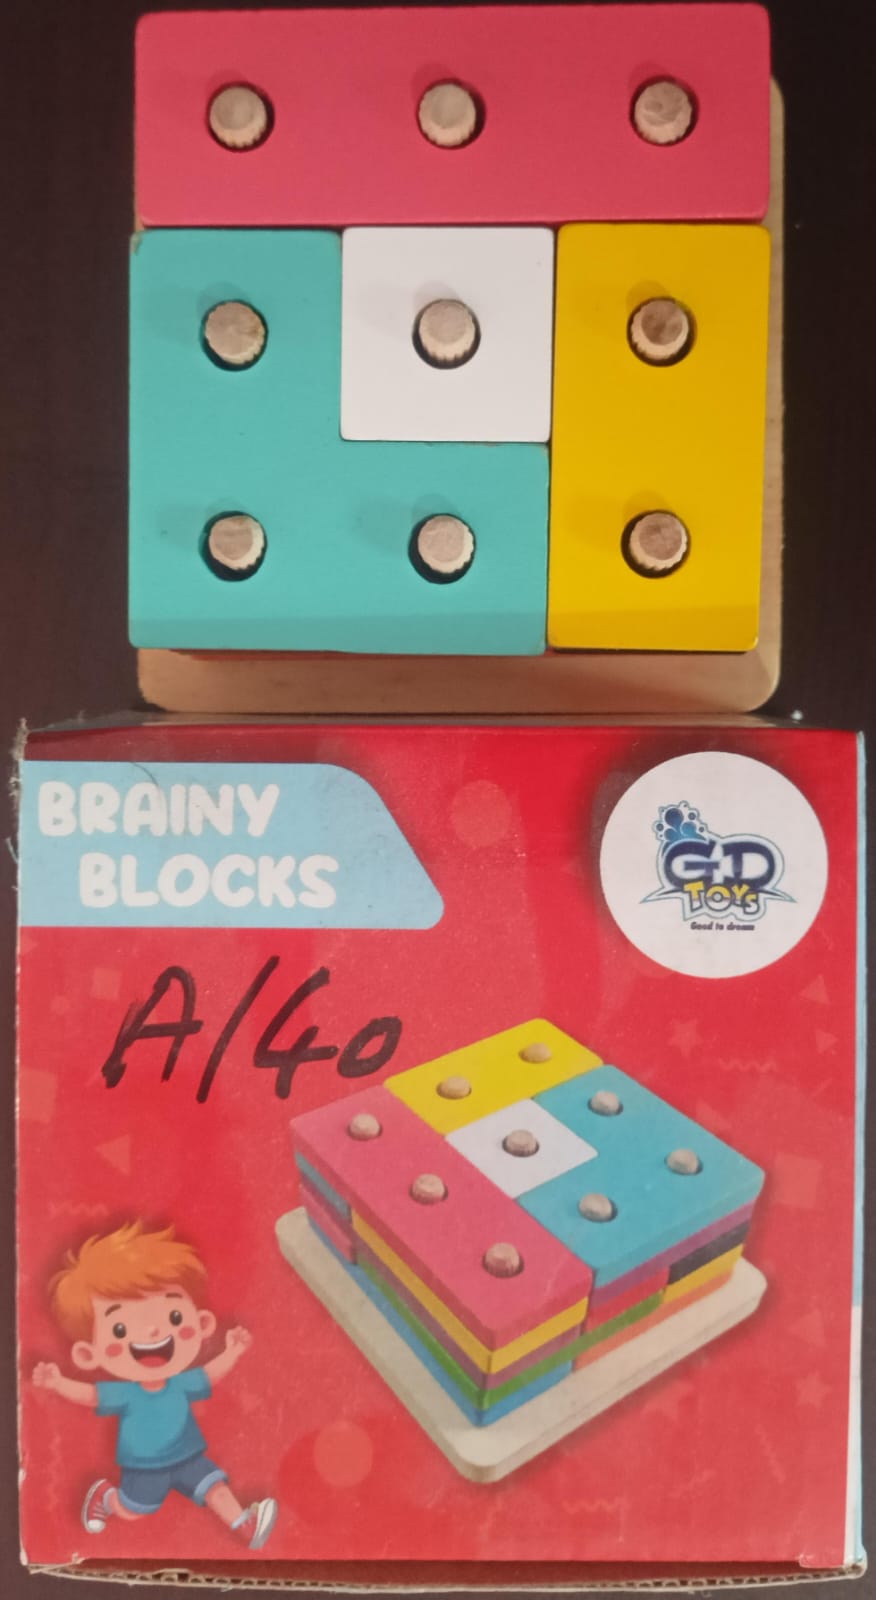 BRAINY
BLOCKS
GD
TOYS
Good to dream
A/40